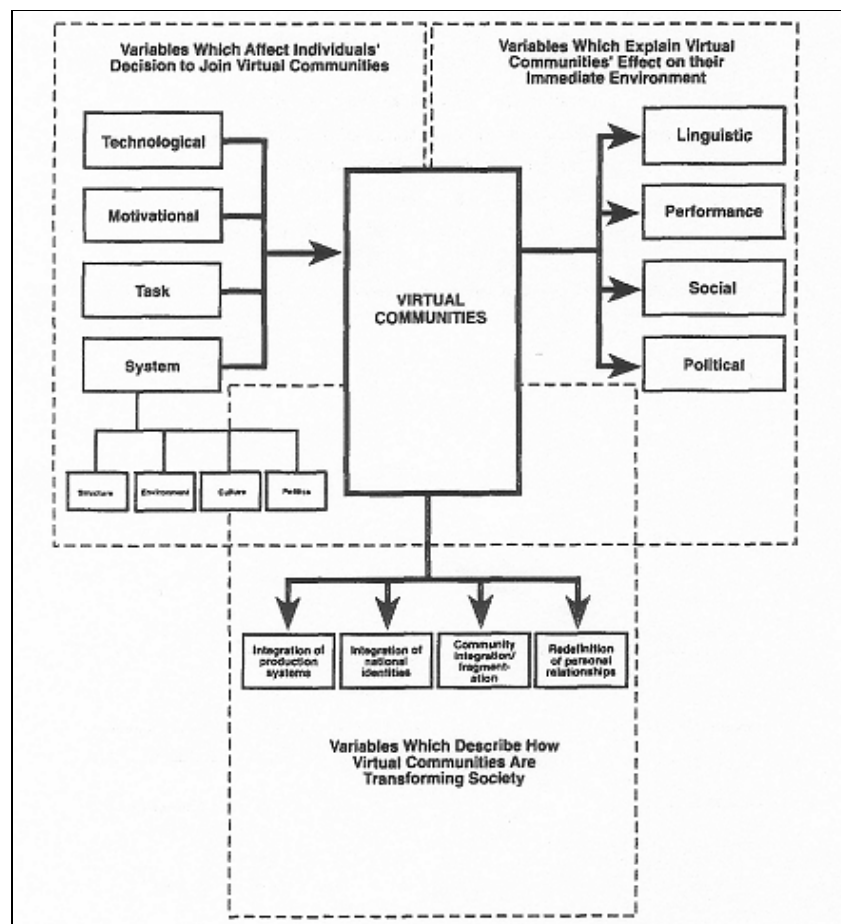 Variables Which Affect Individuals'
Decision to Join Virtual Communities
Variables Which Explain Virtual
Communities' Effect on their
Immediate Environment
Technological
Motivational
Task
System
Structure
Environment
Culture
Politics
VIRTUAL
COMMUNITIES
Linguistic
Performance
Social
Political
Integration of
production
systems
Integration of
national
identities
Community
integration/
fragment-
ation
Redefinition
of personal
relationships
Variables Which Describe How
Virtual Communities Are
Transforming Society